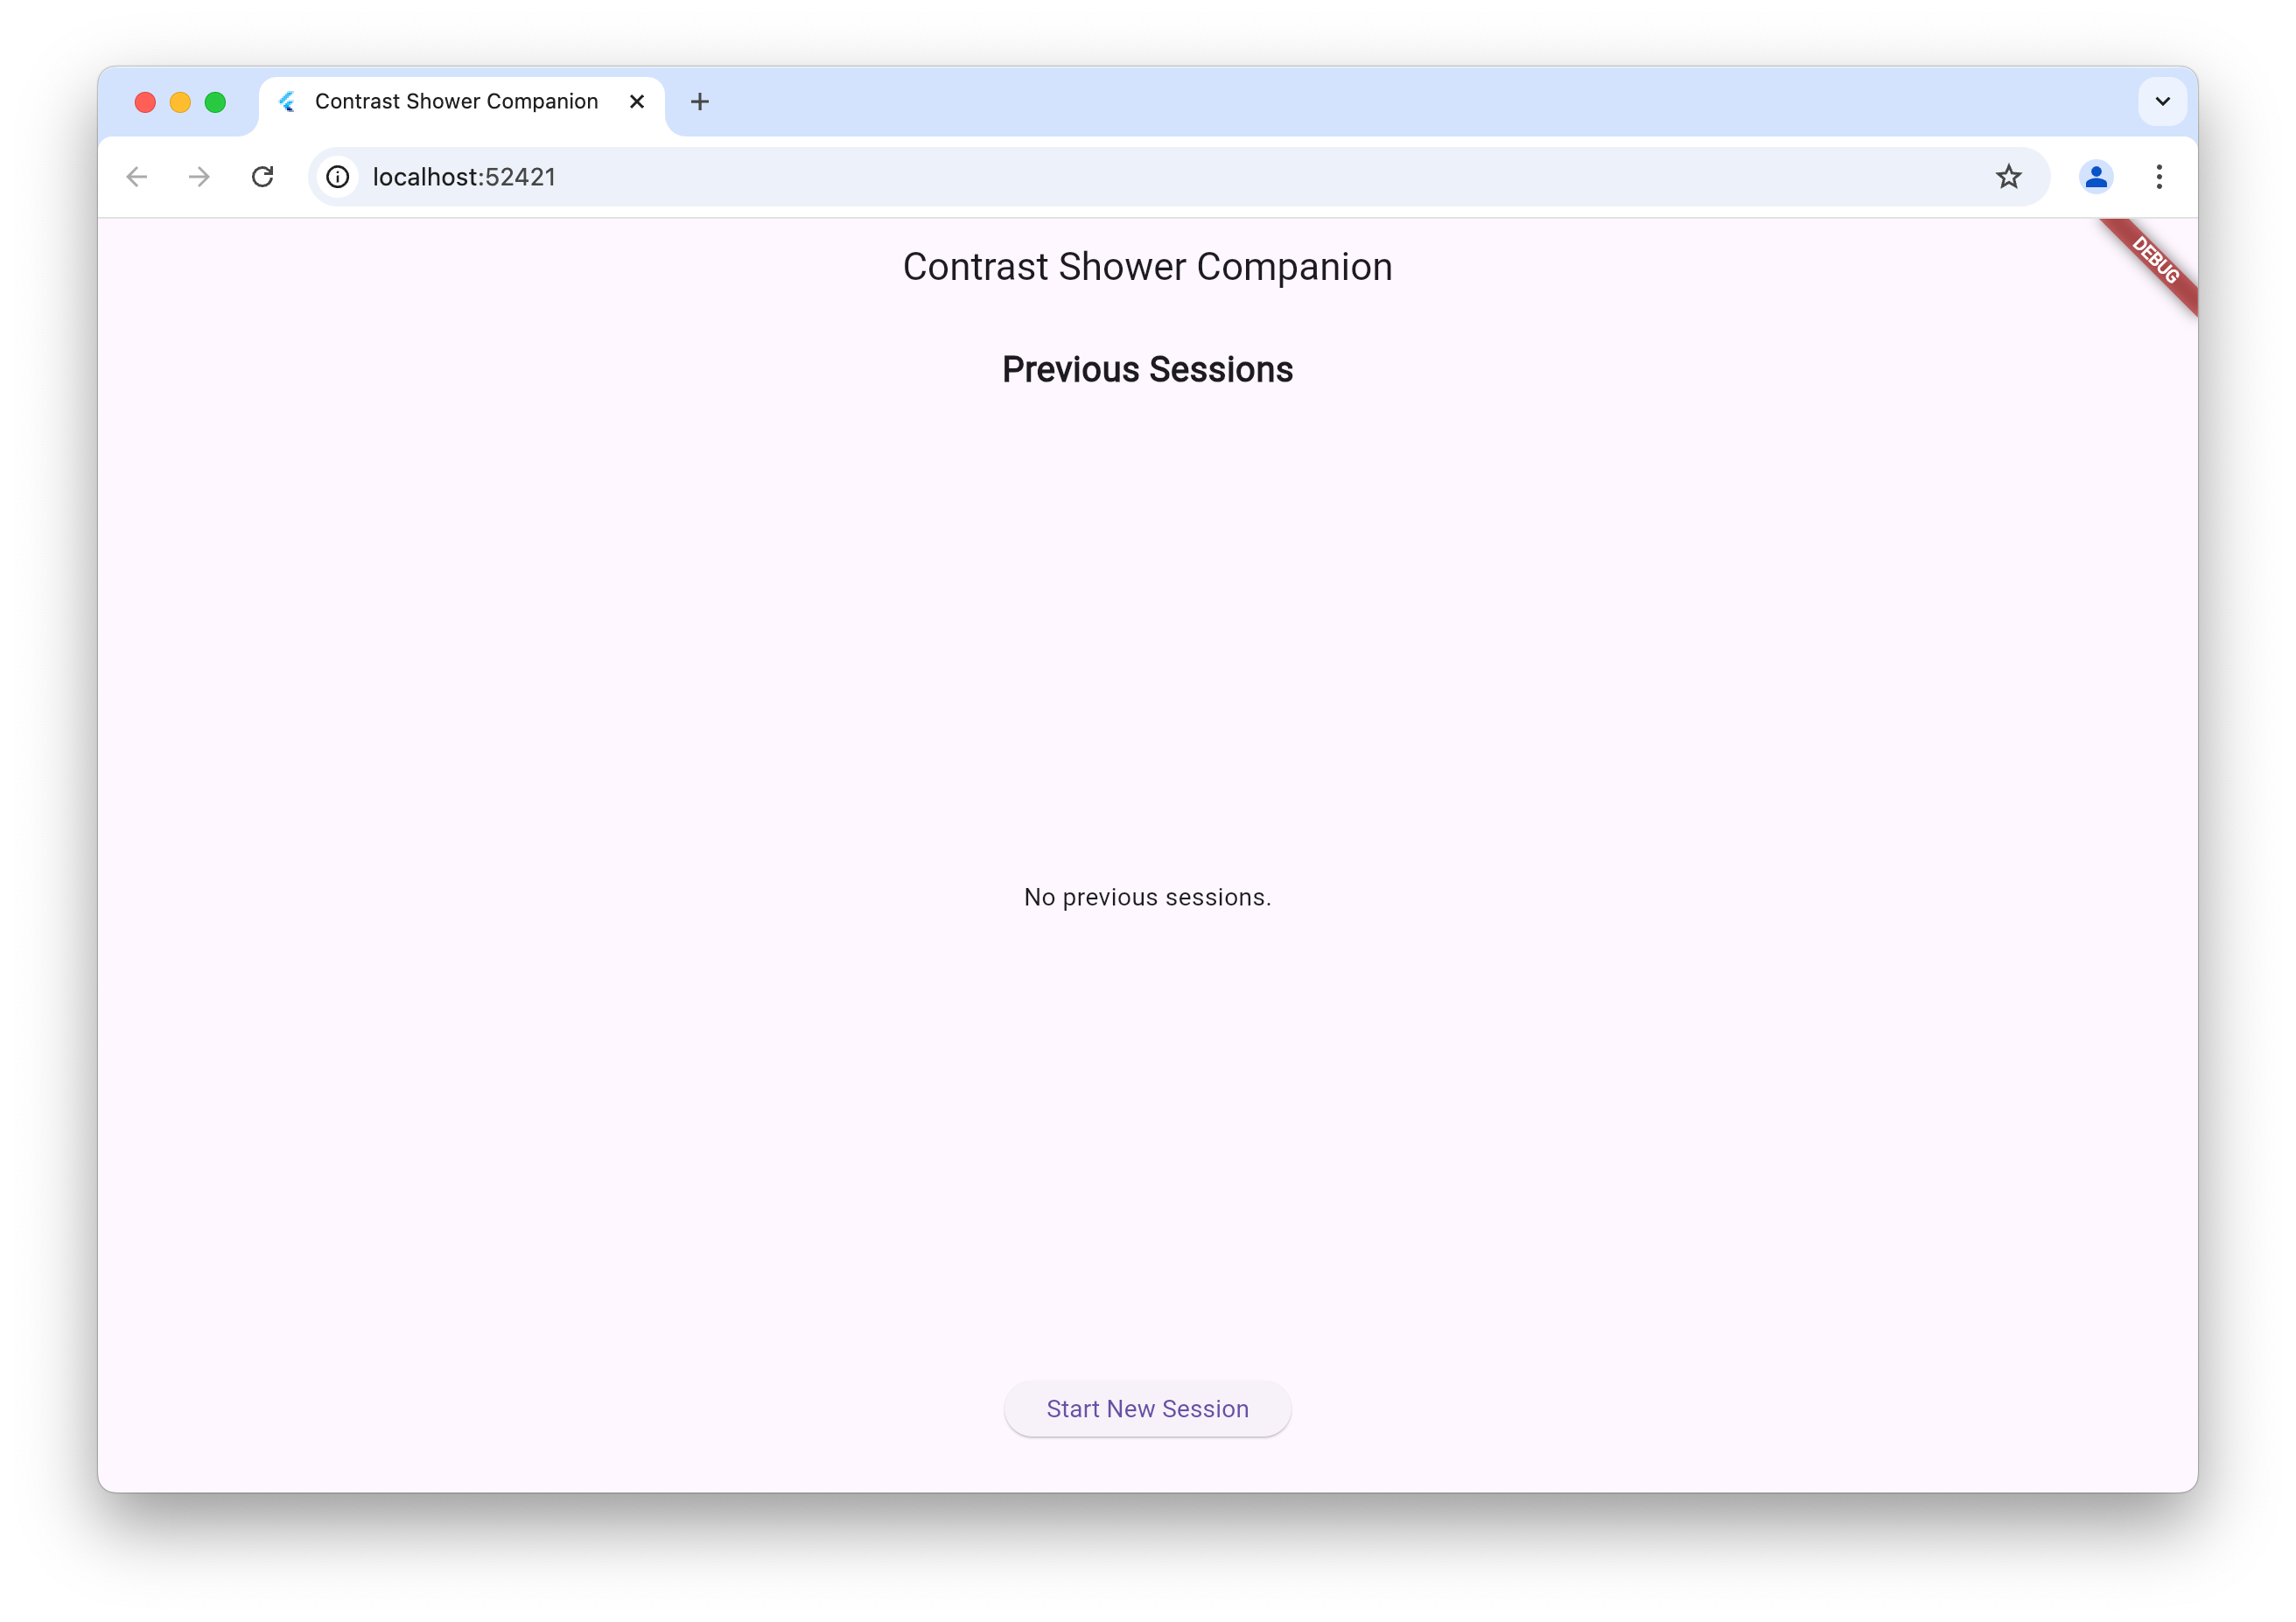 Contrast Shower Companion
localhost:52421
DEBUG
Contrast Shower Companion
Previous Sessions
No previous sessions.
Start New Session